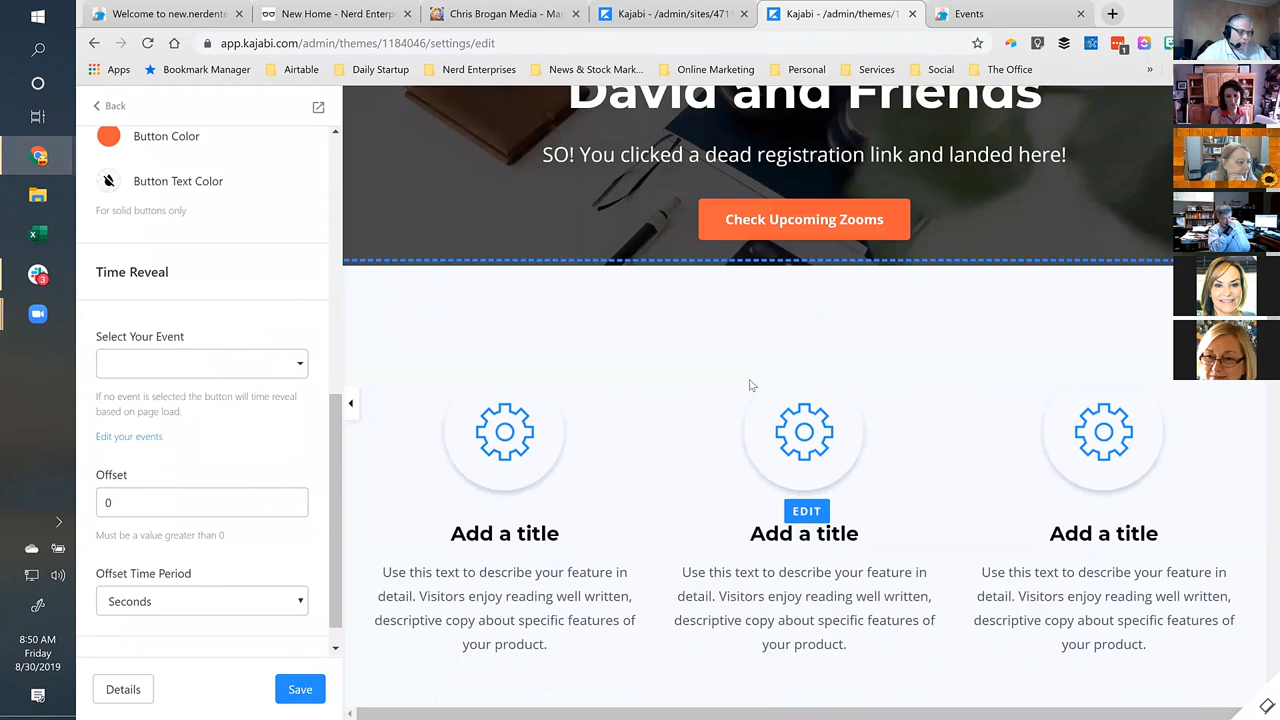 Welcome to new.nerdente
New Home - Nerd Enterp
Chris Brogan Media - Mar
Kajabi - /admin/sites/471
Kajabi - /admin/themes/1
Events
app.kajabi.com/admin/themes/1184046/settings/edit
1
Apps
Bookmark Manager
Airtable
Daily Startup
Nerd Enterprises
News & Stock Mark...
Online Marketing
Personal
Services
Social
The Office
»
Back
Button Color
Button Text Color
For solid buttons only
Time Reveal
Select Your Event
If no event is selected the button will time reveal
based on page load.
Edit your events
Offset
0
Must be a value greater than 0
Offset Time Period
Seconds
Details
Save
David and Friends
SO! You clicked a dead registration link and landed here!
Check Upcoming Zooms
EDIT
Add a title
Use this text to describe your feature in
detail. Visitors enjoy reading well written,
descriptive copy about specific features of
your product.
Add a title
Use this text to describe your feature in
detail. Visitors enjoy reading well written,
descriptive copy about specific features of
your product.
Add a title
Use this text to describe your feature in
detail. Visitors enjoy reading well written,
descriptive copy about specific features of
your product.
3
8:50 AM
Friday
8/30/2019